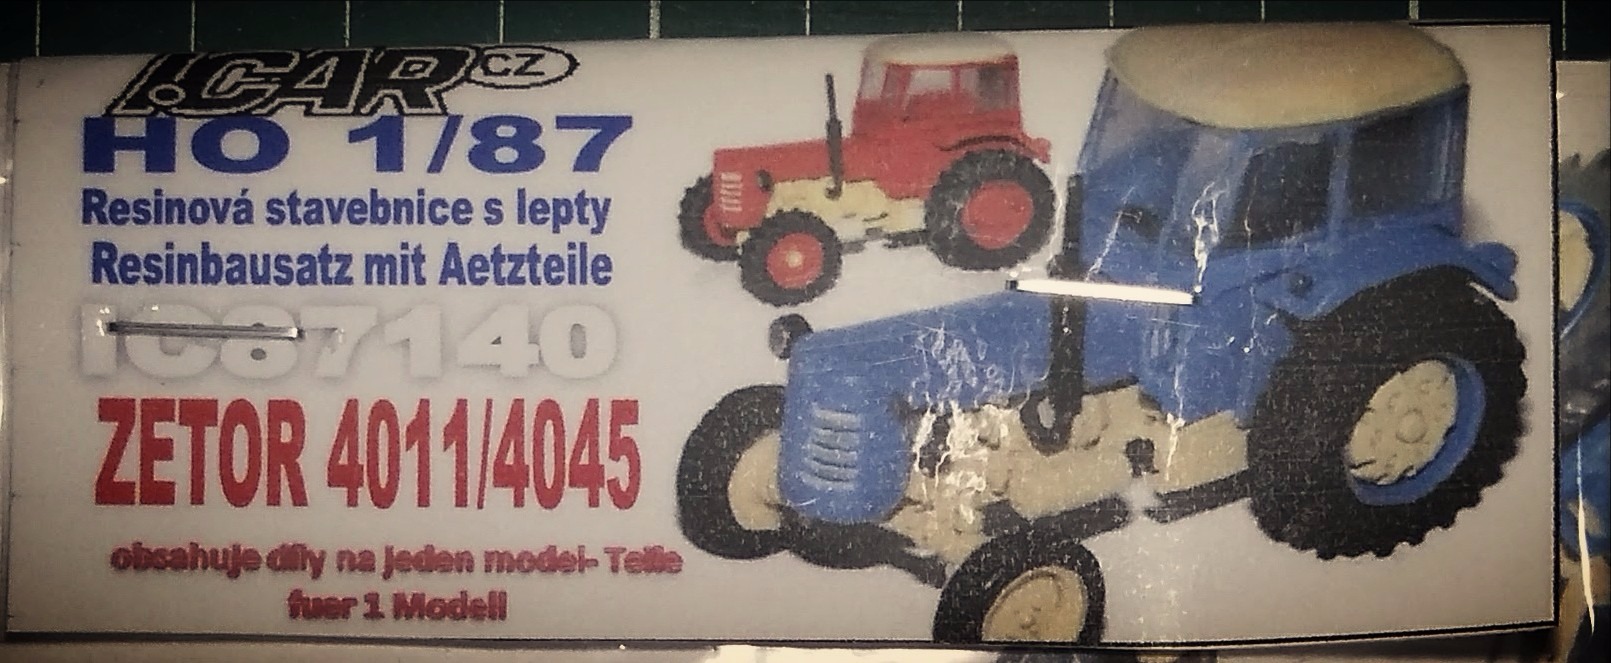 I.CAR CZ
HO 1/87
Resinová stavebnice s lepty
Resinbausatz mit Aetzteile
IC87140
ZETOR 4011/4045
obsahuje díly na jeden model- Teile
fuer 1 Modell